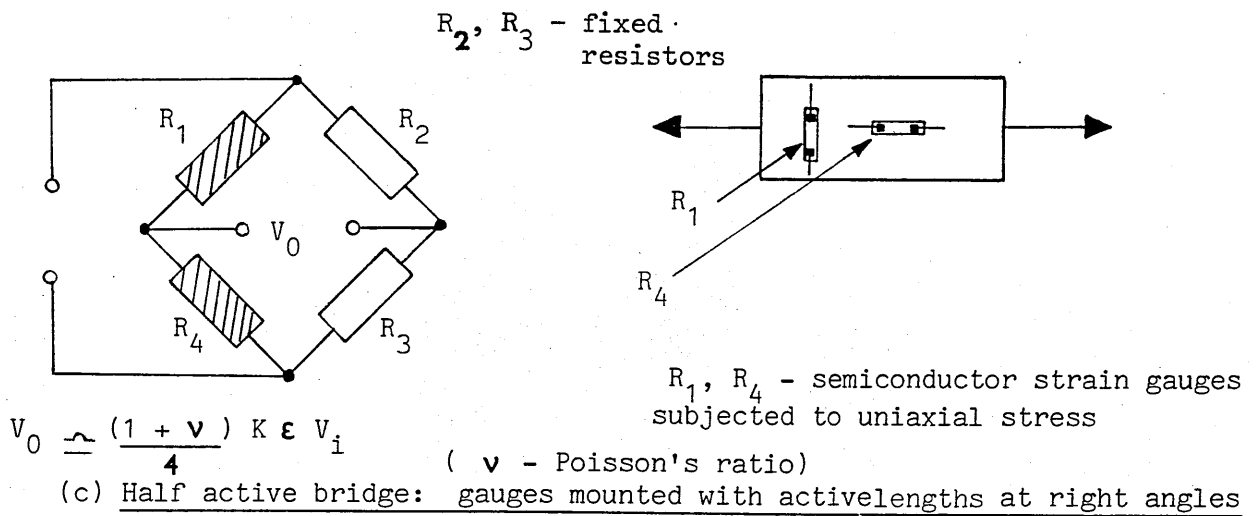 R2, R3 - fixed
resistors
R1
R2
V0
R4
R3
R1
R4
R1, R4 - semiconductor strain gauges
subjected to uniaxial stress
V0 ≏ (1 + ν)/4 K ε Vi
( ν - Poisson's ratio)
(c) Half active bridge: gauges mounted with activelengths at right angles